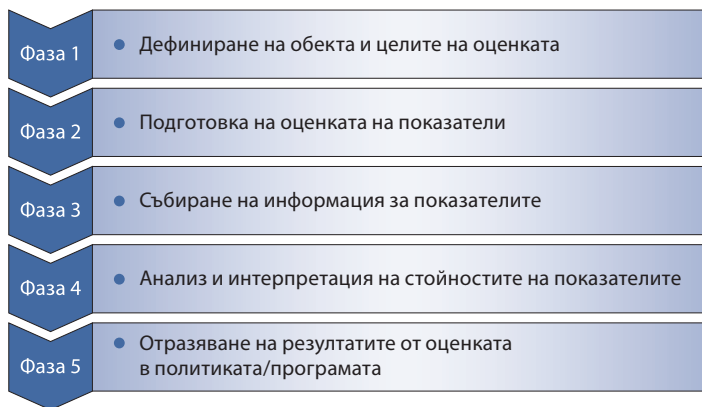 Фаза 1
Дефиниране на обекта и целите на оценката
Фаза 2
Подготовка на оценката на показатели
Фаза 3
Събиране на информация за показателите
Фаза 4
Анализ и интерпретация на стойностите на показателите
Фаза 5
Отразяване на резултатите от оценката
в политиката/програмата